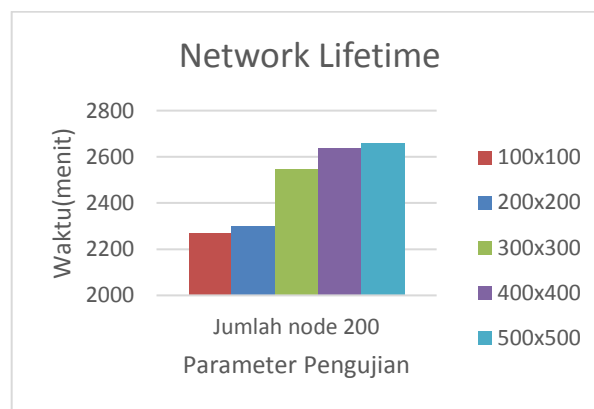 Network Lifetime
Waktu(menit)
2800
2600
2400
2200
2000
Jumlah node 200
Parameter Pengujian
100x100
200x200
300x300
400x400
500x500